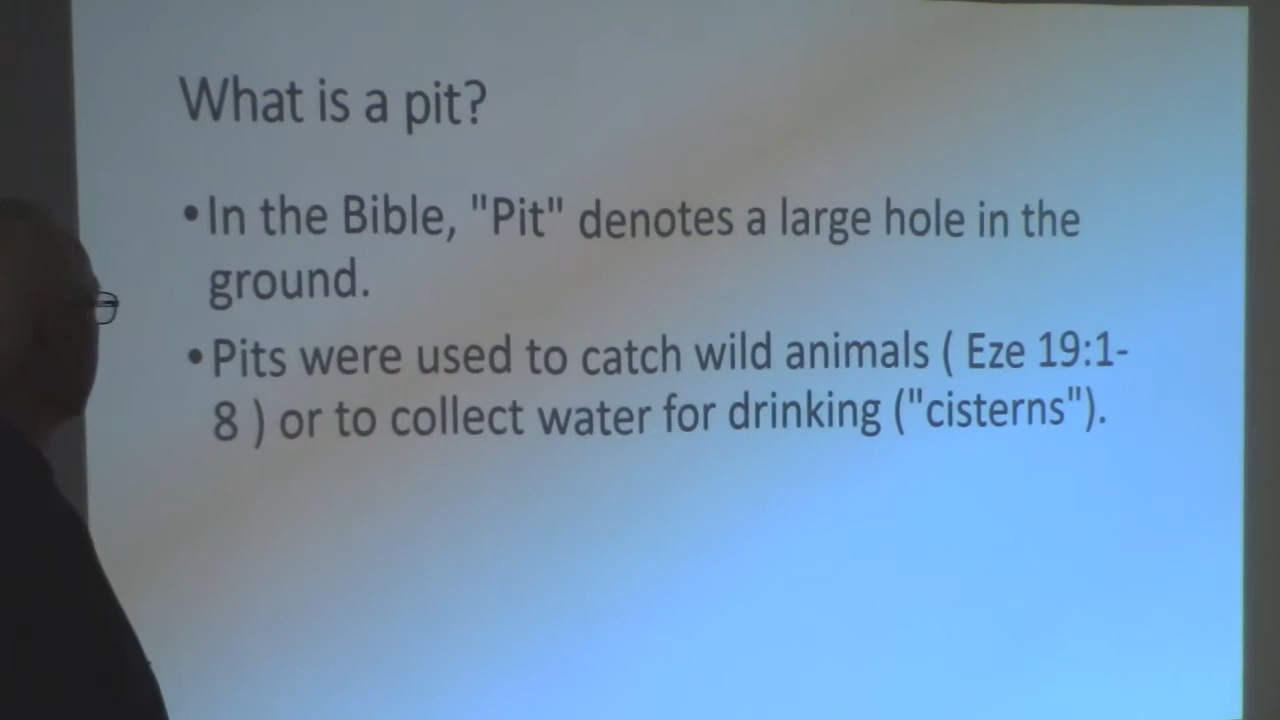 What is a pit?
•In the Bible, "Pit" denotes a large hole in the
ground.
•Pits were used to catch wild animals ( Eze 19:1-
8 ) or to collect water for drinking ("cisterns").